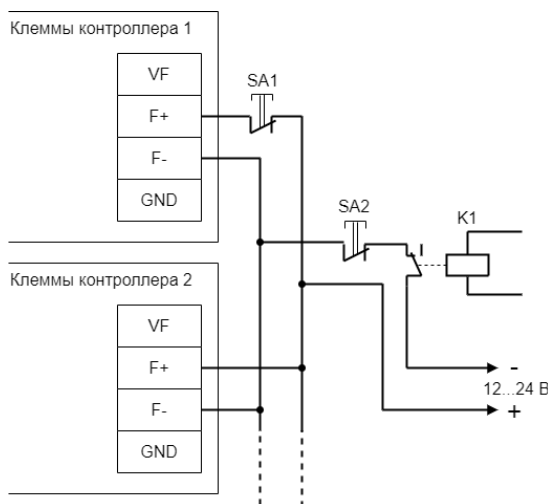 Клеммы контроллера 1
VF
SA1
F+
F-
GND
SA2
K1
Клеммы контроллера 2
VF
F+
-
12...24 В
F-
+
GND